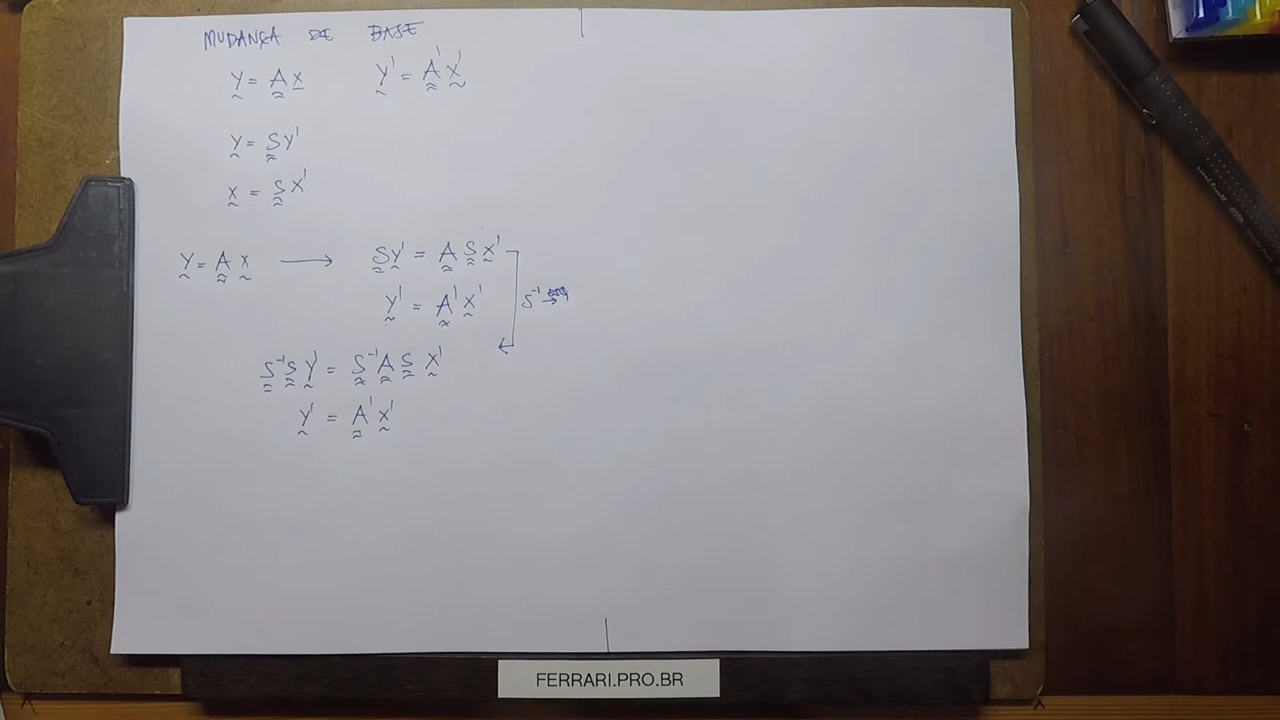 MUDANÇA DE BASE
Y = A X Y' = A' X'
Y = S Y'
X = S X'
Y = A X → S Y' = A S X'
Y' = A' X' S⁻¹ →
S⁻¹ S Y' = S⁻¹ A S X'
Y' = A' X'
FERRARI.PRO.BR